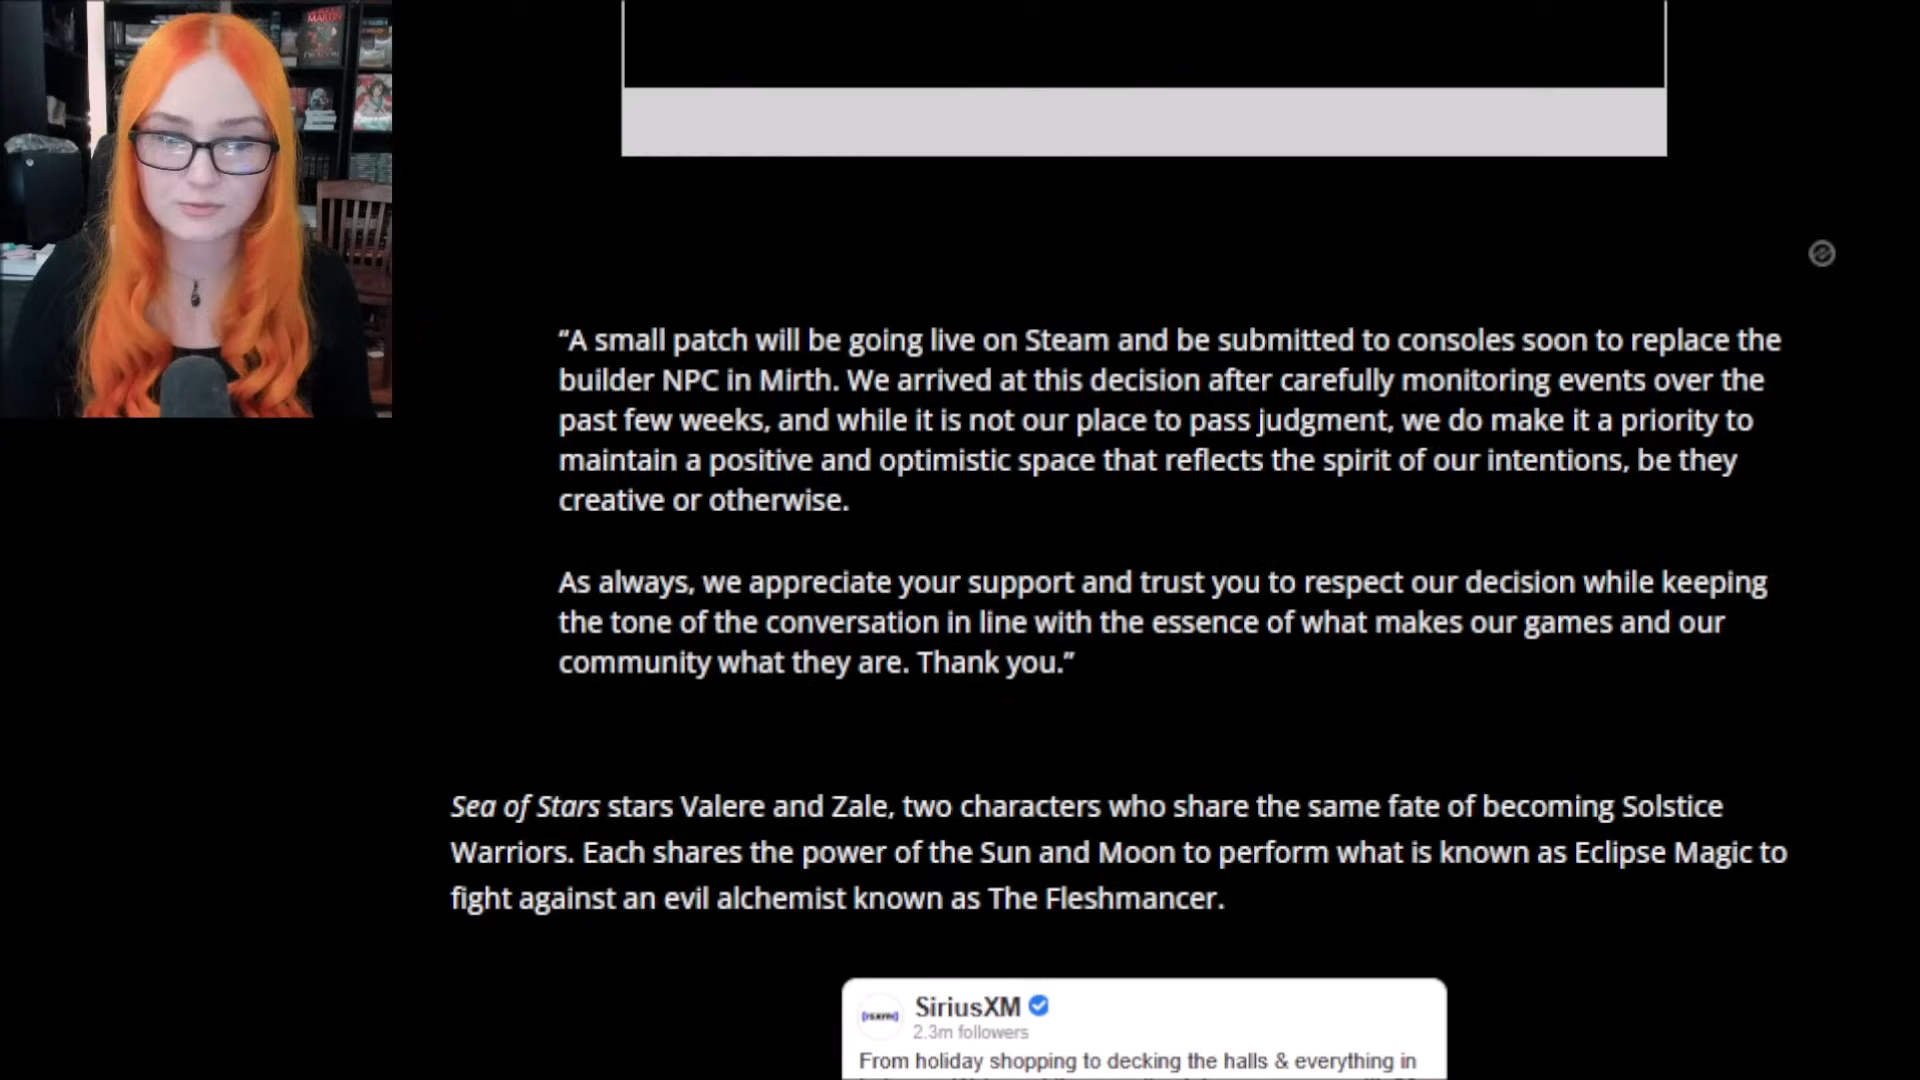 MARTIN
“A small patch will be going live on Steam and be submitted to consoles soon to replace the
builder NPC in Mirth. We arrived at this decision after carefully monitoring events over the
past few weeks, and while it is not our place to pass judgment, we do make it a priority to
maintain a positive and optimistic space that reflects the spirit of our intentions, be they
creative or otherwise.
As always, we appreciate your support and trust you to respect our decision while keeping
the tone of the conversation in line with the essence of what makes our games and our
community what they are. Thank you.”
Sea of Stars stars Valere and Zale, two characters who share the same fate of becoming Solstice
Warriors. Each shares the power of the Sun and Moon to perform what is known as Eclipse Magic to
fight against an evil alchemist known as The Fleshmancer.
SiriusXM
2.3m followers
From holiday shopping to decking the halls & everything in